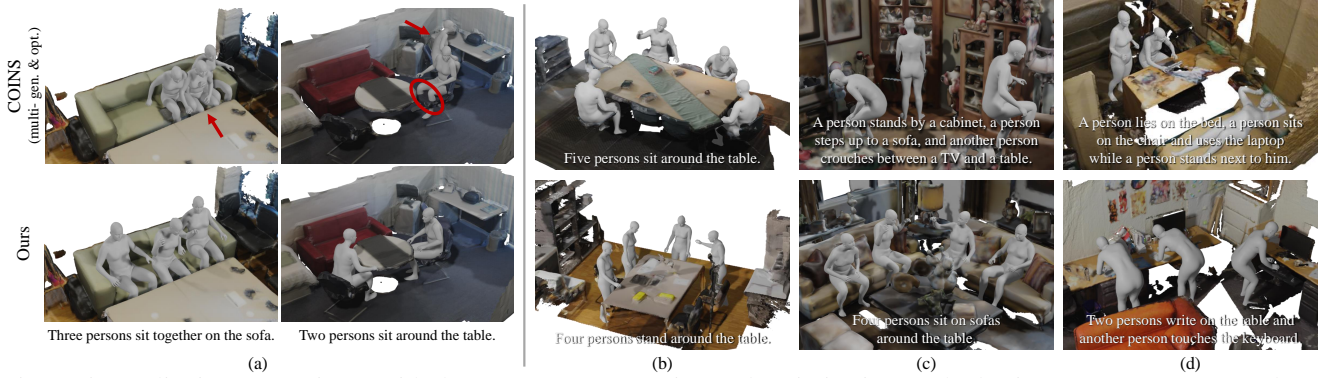 COINS
(multi- gen. & opt.)
Five persons sit around the table.
A person stands by a cabinet, a person
steps up to a sofa, and another person
crouches between a TV and a table.
A person lies on the bed, a person sits
on the chair and uses the laptop
while a person stands next to him.
Ours
Three persons sit together on the sofa.
Two persons sit around the table.
Four persons stand around the table.
Four persons sit on sofas
around the table.
Two persons write on the table and
another person touches the keyboard.
(a)
(b)
(c)
(d)